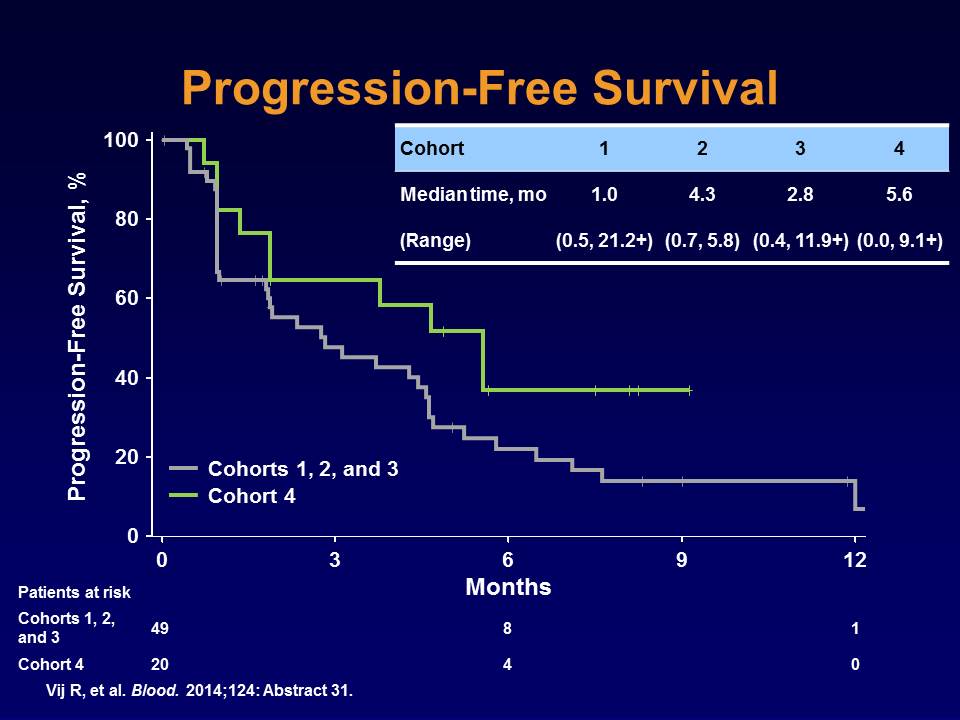 Progression-Free Survival
Cohort 1 2 3 4
Median time, mo 1.0 4.3 2.8 5.6
(Range) (0.5, 21.2+) (0.7, 5.8) (0.4, 11.9+) (0.0, 9.1+)
Progression-Free Survival, %
100
80
60
40
20
0
Cohorts 1, 2, and 3
Cohort 4
0 3 6 9 12
Months
Patients at risk
Cohorts 1, 2,
and 3
49 8 1
Cohort 4 20 4 0
Vij R, et al. Blood. 2014;124: Abstract 31.